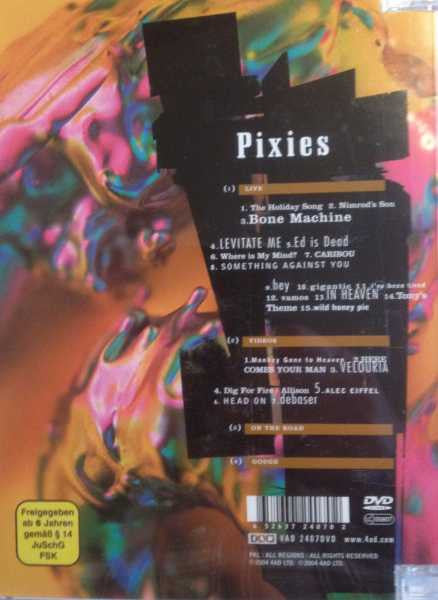 Pixies
(1) LIVE
1. The Holiday Song 2. Nimrod's Son
3. Bone Machine
4. LEVITATE ME 5. Ed is Dead
6. Where is My Mind? 7. CARIBOU
8. SOMETHING AGAINST YOU
9. hey 10. gigantic 11. i've been tired
12. vamos 13. IN HEAVEN 14. Tony's
Theme 15. wild honey pie
(2) VIDEOS
1. Monkey Gone to Heaven 2. HERE
COMES YOUR MAN 3. VELOURIA
4. Dig For Fire / Allison 5. ALEC EIFFEL
6. HEAD ON 7. debaser
(3) ON THE ROAD
(4) GOUGE
Freigegeben
ab 6 Jahren
gemäß § 14
JuSchG
FSK
6 52637 24070 2
DVD
VAD 2407DVD www.4ad.com
PAL : ALL REGIONS : ALL RIGHTS RESERVED
℗2004 4AD LTD. ©2004 4AD LTD.